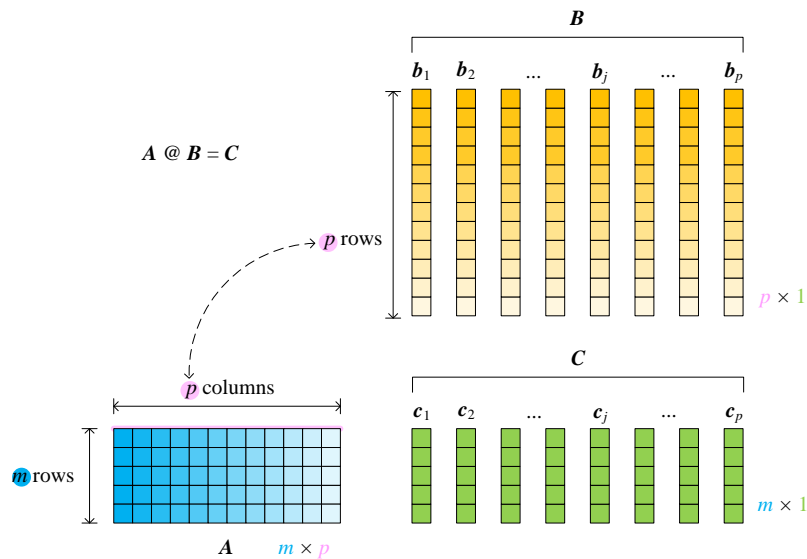 B
b1 b2 ... bj ... bp
A @ B = C
p rows
p × 1
C
p columns
c1 c2 ... cj ... cp
m rows
m × 1
A m × p